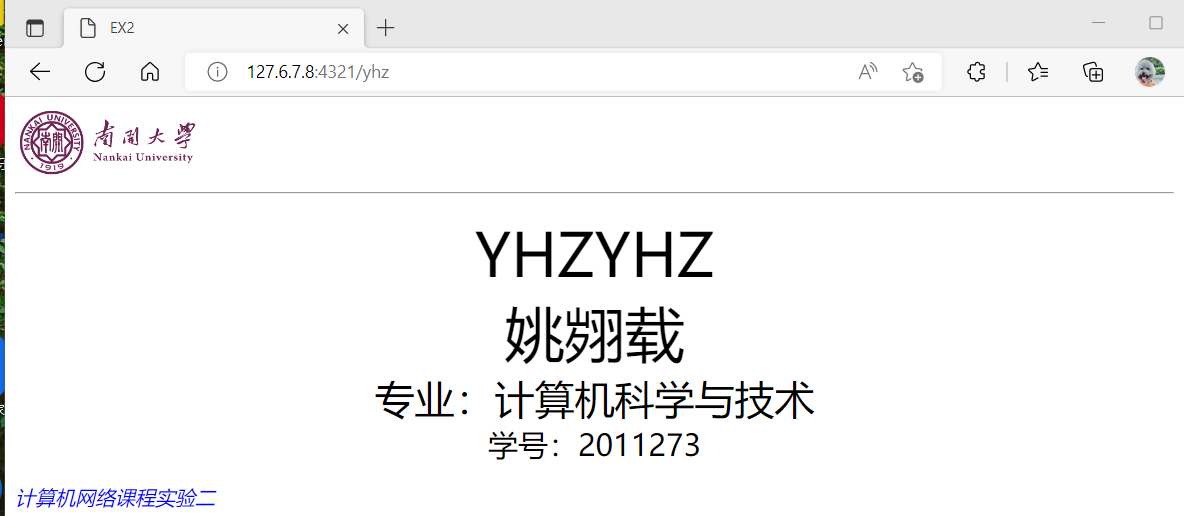 EX2
127.6.7.8:4321/yhz
NANKAI UNIVERSITY
南開
1919
南開大學
Nankai University
YHZYHZ
姚翙载
专业：计算机科学与技术
学号：2011273
计算机网络课程实验二